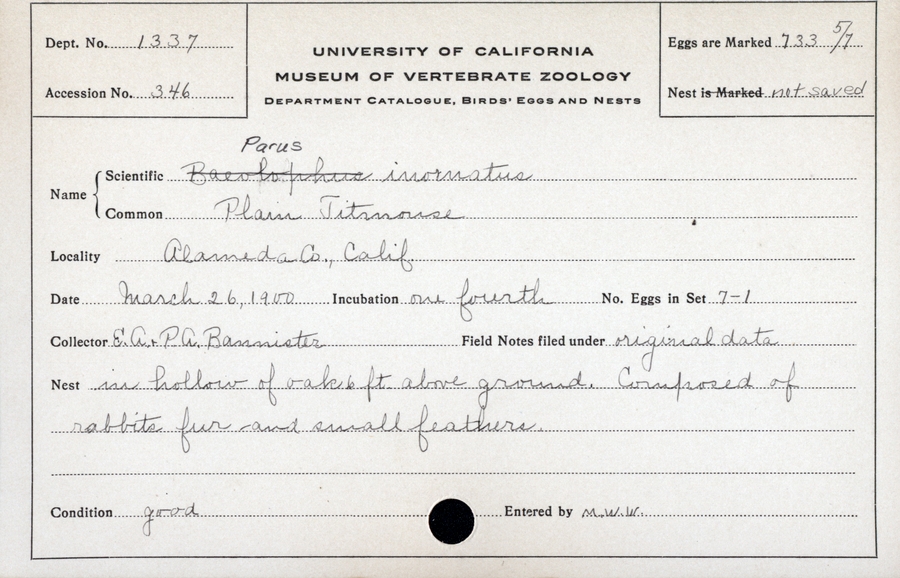 Dept. No. 1337
Accession No. 346
UNIVERSITY OF CALIFORNIA
MUSEUM OF VERTEBRATE ZOOLOGY
DEPARTMENT CATALOGUE, BIRDS' EGGS AND NESTS
Eggs are Marked 733 5/7
Nest is Marked not saved
Parus
Name Scientific Baeolophus inornatus
Common Plain Titmouse
Locality Alameda Co., Calif.
Date March 26, 1900 Incubation one fourth No. Eggs in Set 7-1
Collector E.A. + P.A. Bannister Field Notes filed under original data
Nest in hollow of oak 6 ft above ground. Composed of
rabbits fur and small feathers.
Condition good Entered by M.W.W.